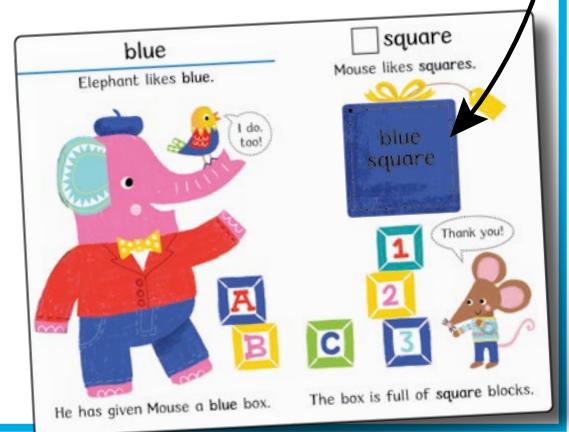 blue
Elephant likes blue.
I do,
too!
A
B
C
He has given Mouse a blue box.
square
Mouse likes squares.
blue
square
Thank you!
1
2
3
The box is full of square blocks.